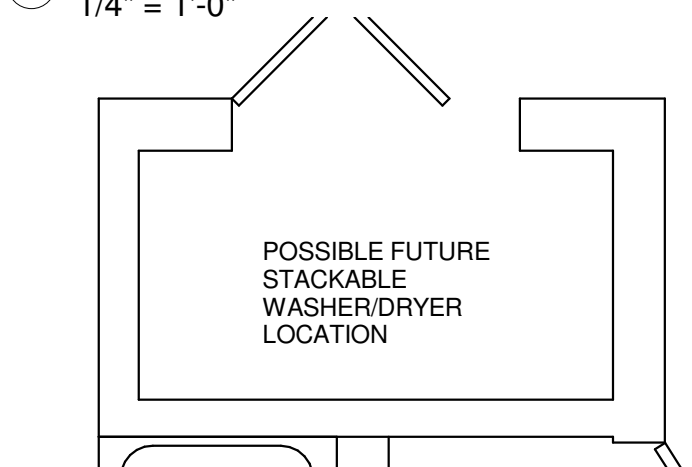 1/4" = 1'-0"
POSSIBLE FUTURE
STACKABLE
WASHER/DRYER
LOCATION